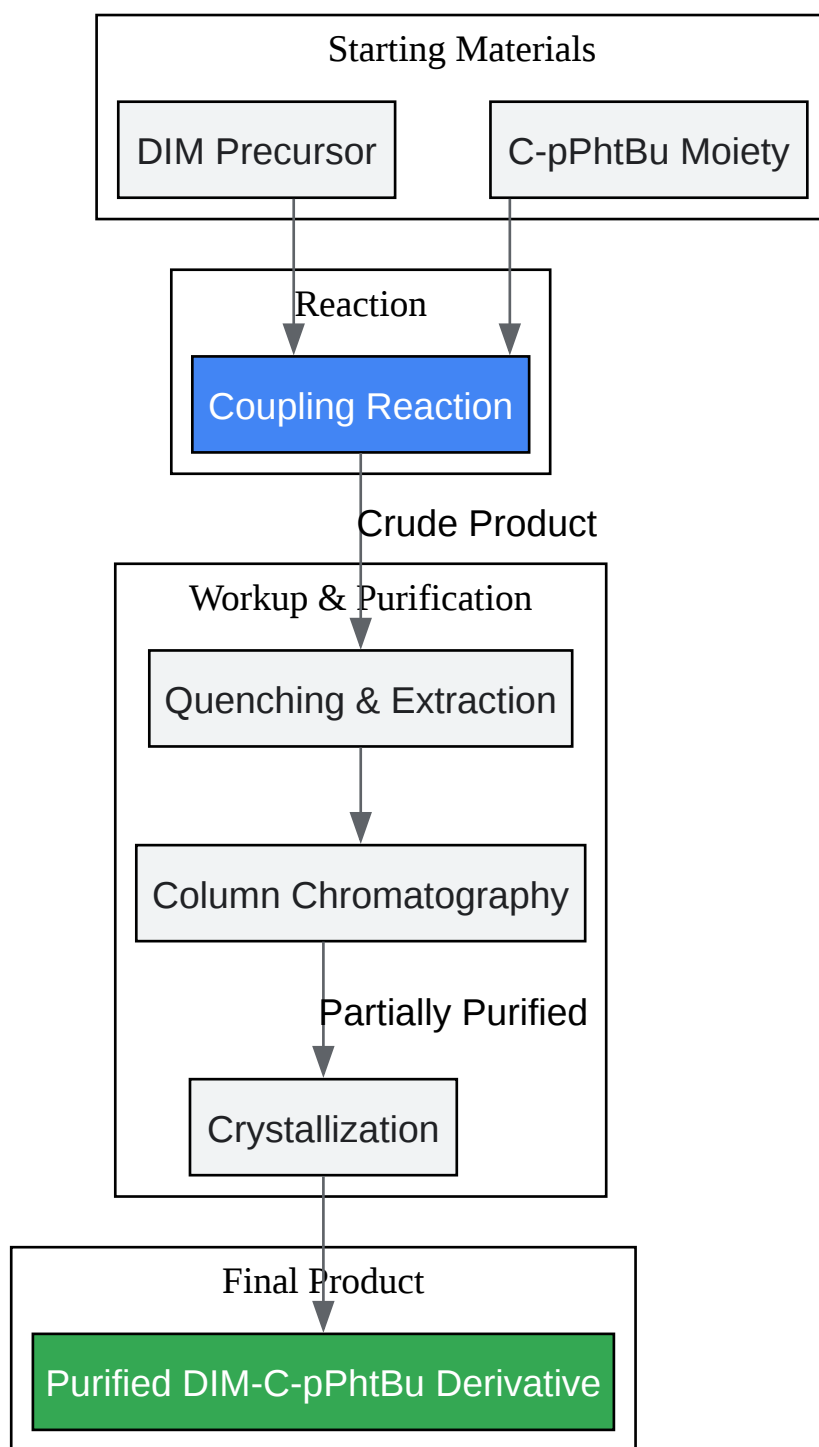 Starting Materials
DIM Precursor
C-pPhtBu Moiety
Reaction
Coupling Reaction
Crude Product
Workup & Purification
Quenching & Extraction
Column Chromatography
Partially Purified
Crystallization
Final Product
Purified DIM-C-pPhtBu Derivative